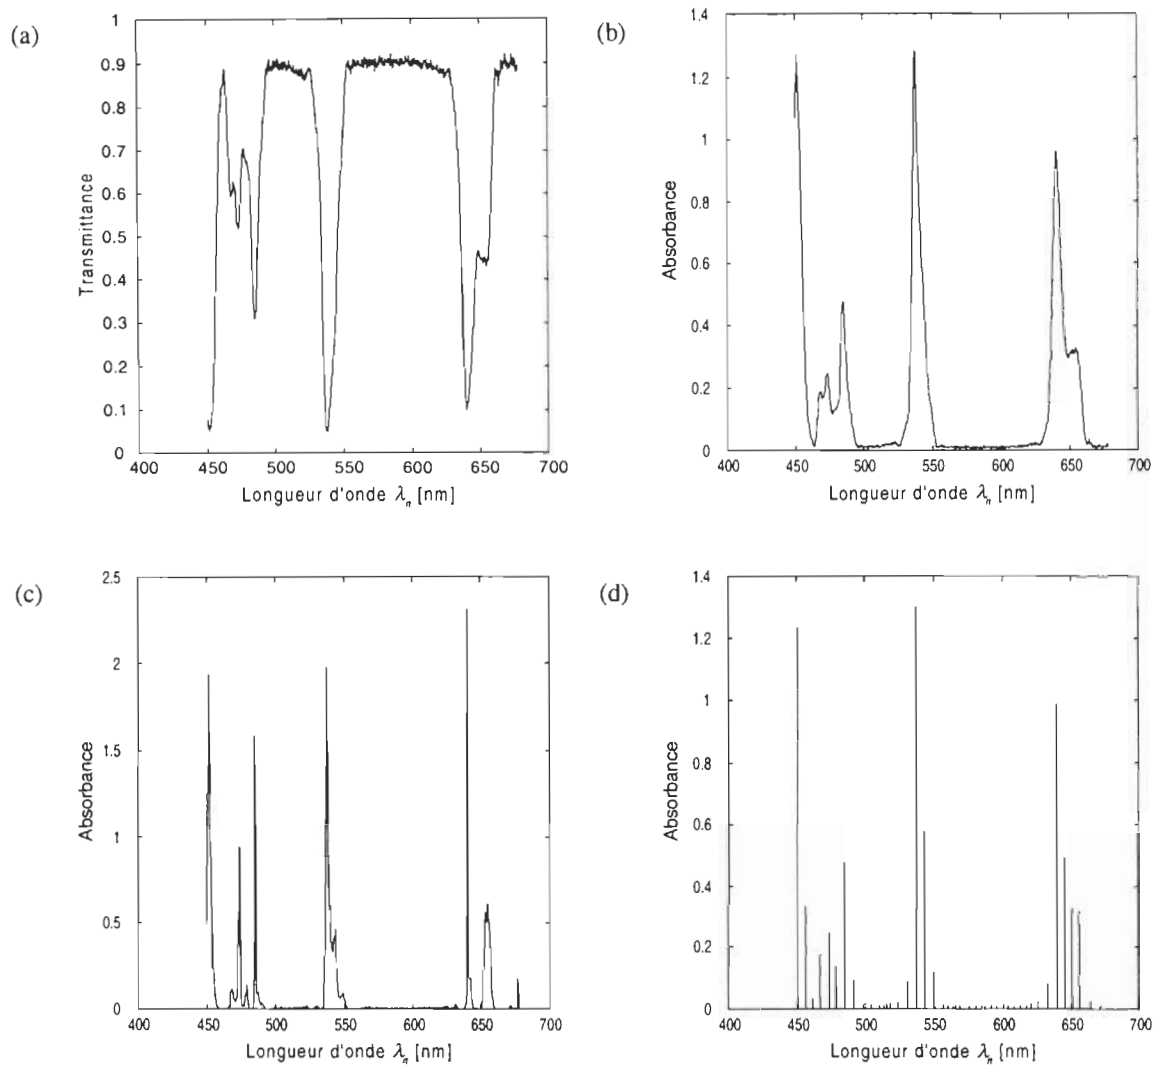 (a)
1
0.9
0.8
0.7
0.6
0.5
0.4
0.3
0.2
0.1
0
Transmittance
400 450 500 550 600 650 700
Longueur d'onde λn [nm]
(b)
1.4
1.2
1
0.8
0.6
0.4
0.2
0
Absorbance
400 450 500 550 600 650 700
Longueur d'onde λn [nm]
(c)
2.5
2
1.5
1
0.5
0
Absorbance
400 450 500 550 600 650 700
Longueur d'onde λn [nm]
(d)
1.4
1.2
1
0.8
0.6
0.4
0.2
0
Absorbance
400 450 500 550 600 650 700
Longueur d'onde λn [nm]